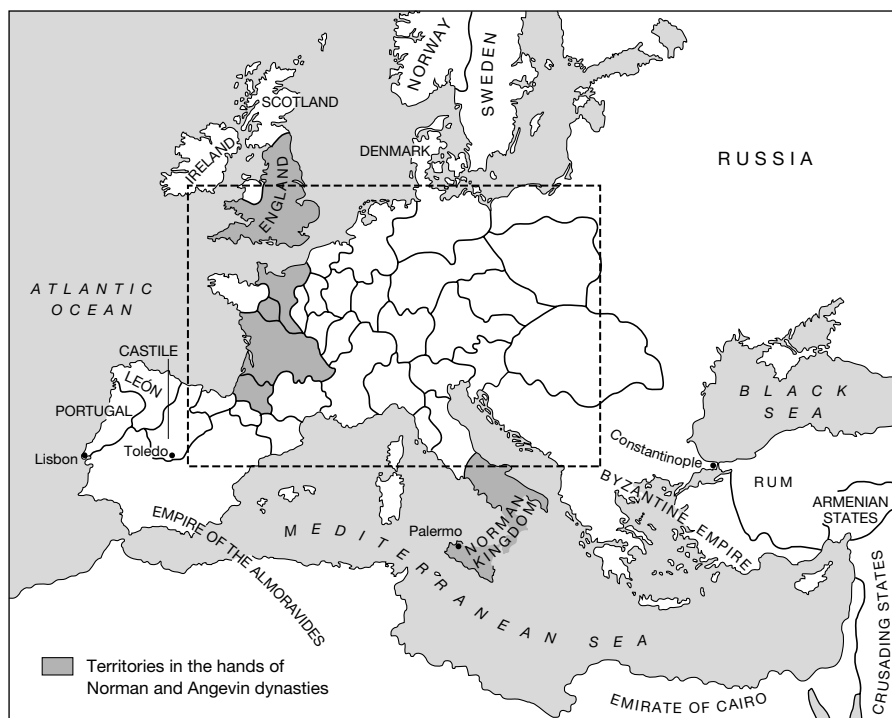 NORWAY
SWEDEN
SCOTLAND
IRELAND
DENMARK
ENGLAND
RUSSIA
ATLANTIC
OCEAN
CASTILE
LEÓN
PORTUGAL
Lisbon
Toledo
BLACK
SEA
Constantinople
BYZANTINE EMPIRE
RUM
ARMENIAN
STATES
EMPIRE OF THE ALMORAVIDES
MEDITERRANEAN SEA
Palermo
NORMAN
KINGDOM
CRUSADING STATES
EMIRATE OF CAIRO
Territories in the hands of
Norman and Angevin dynasties